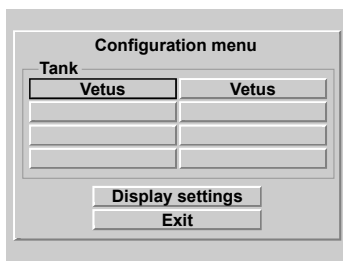 Configuration menu
Tank
Vetus Vetus
Display settings
Exit